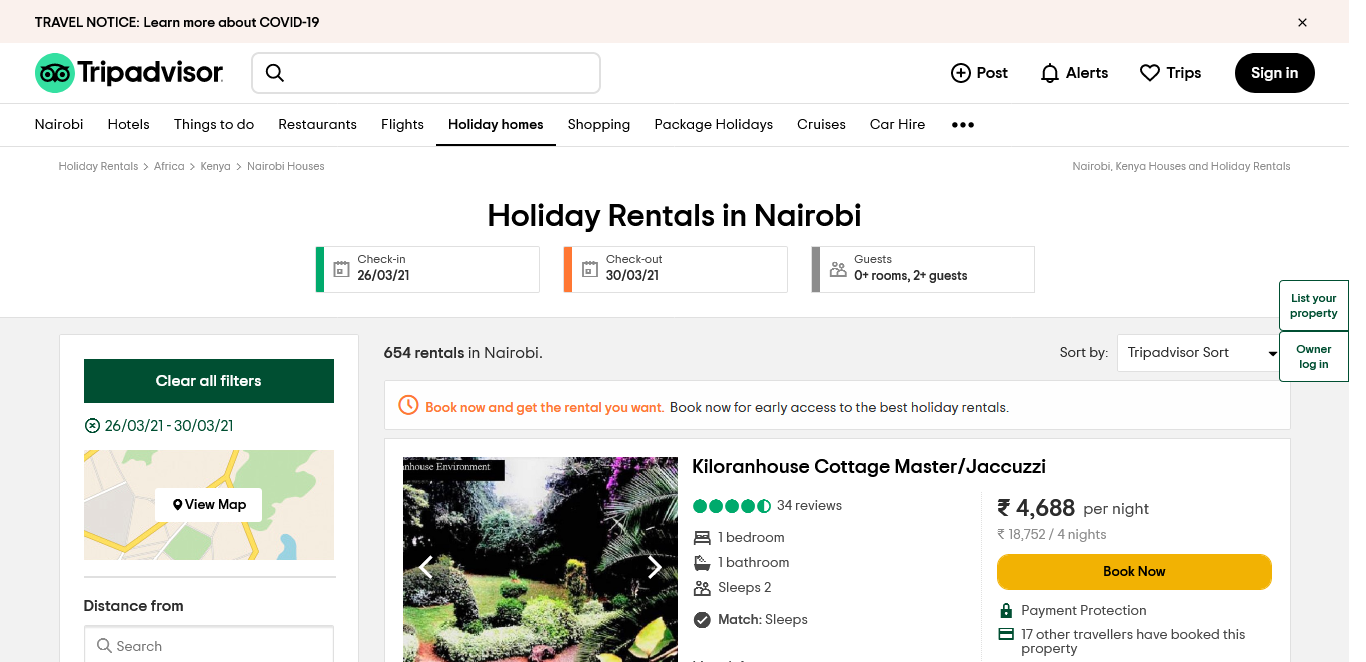 TRAVEL NOTICE: Learn more about COVID-19
Tripadvisor
Post
Alerts
Trips
Sign in
Nairobi
Hotels
Things to do
Restaurants
Flights
Holiday homes
Shopping
Package Holidays
Cruises
Car Hire
Holiday Rentals > Africa > Kenya > Nairobi Houses
Nairobi, Kenya Houses and Holiday Rentals
Holiday Rentals in Nairobi
Check-in
26/03/21
Check-out
30/03/21
Guests
0+ rooms, 2+ guests
List your
property
Owner
log in
Clear all filters
26/03/21 - 30/03/21
View Map
Distance from
Search
654 rentals in Nairobi.
Sort by:
Tripadvisor Sort
Book now and get the rental you want. Book now for early access to the best holiday rentals.
nhouse Environment
Kiloranhouse Cottage Master/Jaccuzzi
34 reviews
1 bedroom
1 bathroom
Sleeps 2
Match: Sleeps
₹ 4,688 per night
₹ 18,752 / 4 nights
Book Now
Payment Protection
17 other travellers have booked this
property